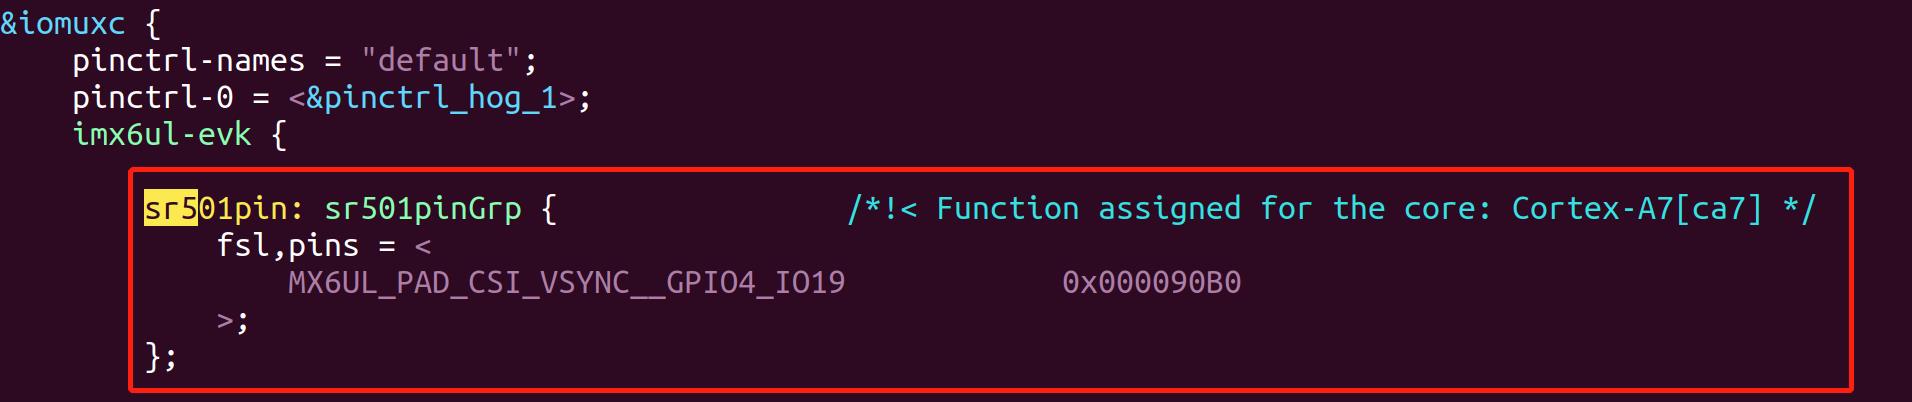 &iomuxc {
    pinctrl-names = "default";
    pinctrl-0 = <&pinctrl_hog_1>;
    imx6ul-evk {
        sr501pin: sr501pinGrp {                /*!< Function assigned for the core: Cortex-A7[ca7] */
            fsl,pins = <
                MX6UL_PAD_CSI_VSYNC__GPIO4_IO19            0x000090B0
            >;
        };